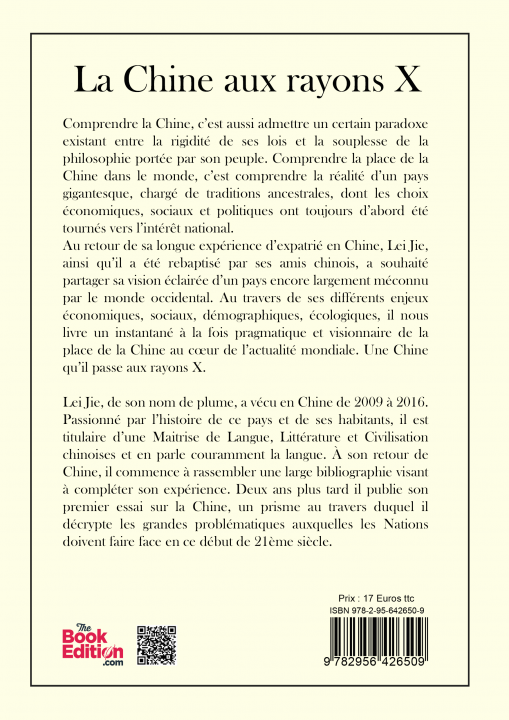 La Chine aux rayons X
Comprendre la Chine, c'est aussi admettre un certain paradoxe
existant entre la rigidité de ses lois et la souplesse de la
philosophie portée par son peuple. Comprendre la place de la
Chine dans le monde, c'est comprendre la réalité d'un pays
gigantesque, chargé de traditions ancestrales, dont les choix
économiques, sociaux et politiques ont toujours d'abord été
tournés vers l'intérêt national.
Au retour de sa longue expérience d'expatrié en Chine, Lei Jie,
ainsi qu'il a été rebaptisé par ses amis chinois, a souhaité
partager sa vision éclairée d'un pays encore largement méconnu
par le monde occidental. Au travers de ses différents enjeux
économiques, sociaux, démographiques, écologiques, il nous
livre un instantané à la fois pragmatique et visionnaire de la
place de la Chine au cœur de l'actualité mondiale. Une Chine
qu'il passe aux rayons X.
Lei Jie, de son nom de plume, a vécu en Chine de 2009 à 2016.
Passionné par l'histoire de ce pays et de ses habitants, il est
titulaire d'une Maitrise de Langue, Littérature et Civilisation
chinoises et en parle couramment la langue. À son retour de
Chine, il commence à rassembler une large bibliographie visant
à compléter son expérience. Deux ans plus tard il publie son
premier essai sur la Chine, un prisme au travers duquel il
décrypte les grandes problématiques auxquelles les Nations
doivent faire face en ce début de 21ème siècle.
Prix : 17 Euros ttc
ISBN 978-2-95-642650-9
The
Book
Edition
.com
9 782956 426509